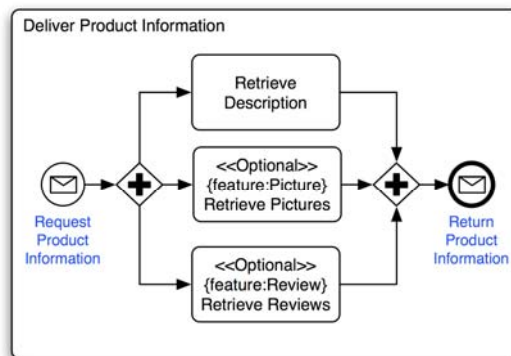 Deliver Product Information
Retrieve
Description
<<Optional>>
{feature:Picture}
Retrieve Pictures
<<Optional>>
{feature:Review}
Retrieve Reviews
Request
Product
Information
Return
Product
Information